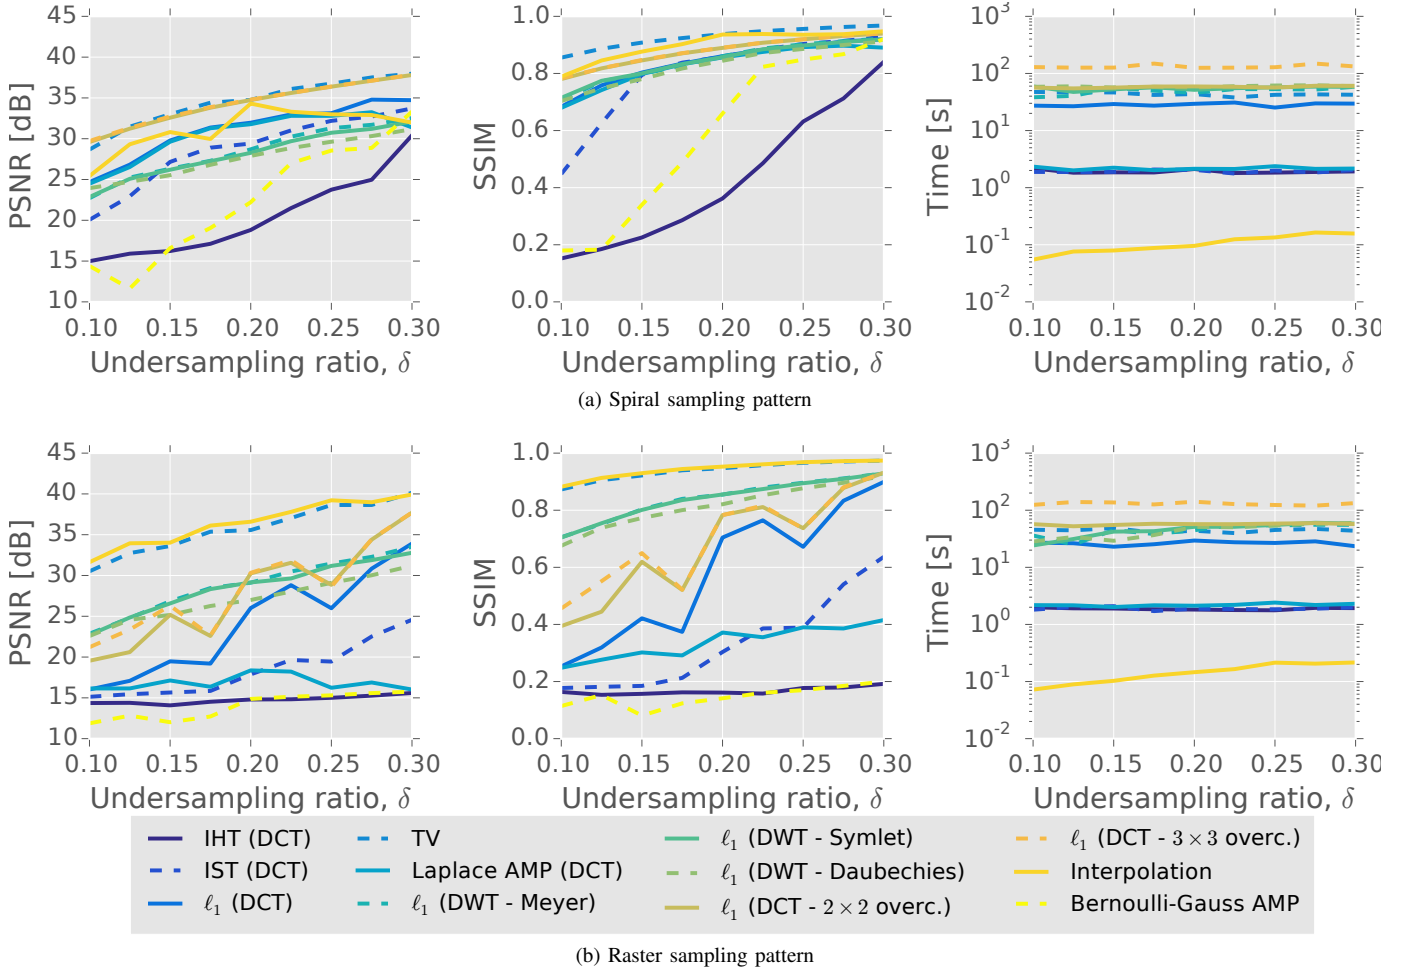 45
40
35
30
25
20
15
10
PSNR [dB]
0.10 0.15 0.20 0.25 0.30
Undersampling ratio, δ
1.0
0.8
0.6
0.4
0.2
0.0
SSIM
0.10 0.15 0.20 0.25 0.30
Undersampling ratio, δ
10³
10²
10¹
10⁰
10⁻¹
10⁻²
Time [s]
0.10 0.15 0.20 0.25 0.30
Undersampling ratio, δ
(a) Spiral sampling pattern
45
40
35
30
25
20
15
10
PSNR [dB]
0.10 0.15 0.20 0.25 0.30
Undersampling ratio, δ
1.0
0.8
0.6
0.4
0.2
0.0
SSIM
0.10 0.15 0.20 0.25 0.30
Undersampling ratio, δ
10³
10²
10¹
10⁰
10⁻¹
10⁻²
Time [s]
0.10 0.15 0.20 0.25 0.30
Undersampling ratio, δ
IHT (DCT)
IST (DCT)
ℓ₁ (DCT)
TV
Laplace AMP (DCT)
ℓ₁ (DWT - Meyer)
ℓ₁ (DWT - Symlet)
ℓ₁ (DWT - Daubechies)
ℓ₁ (DCT - 2×2 overc.)
ℓ₁ (DCT - 3×3 overc.)
Interpolation
Bernoulli-Gauss AMP
(b) Raster sampling pattern